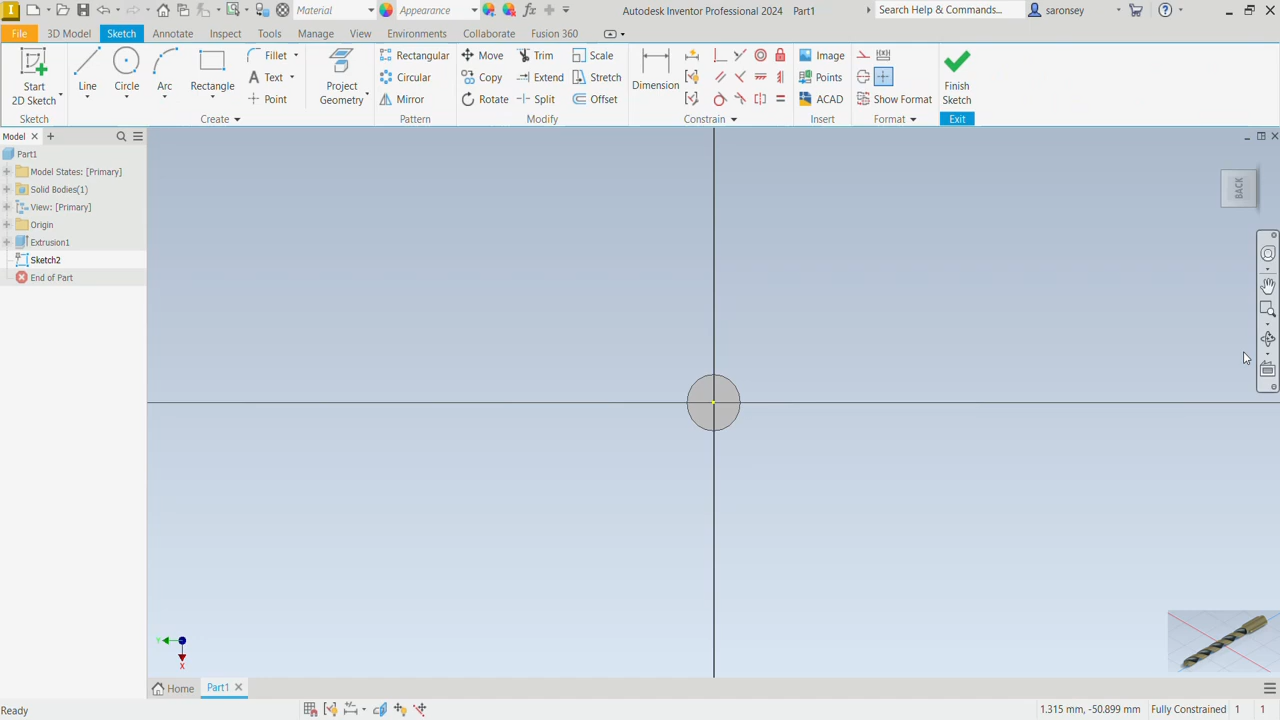 I Material Appearance fx Autodesk Inventor Professional 2024 Part1 Search Help & Commands... saronsey
File 3D Model Sketch Annotate Inspect Tools Manage View Environments Collaborate Fusion 360
Start 2D Sketch Line Circle Arc Rectangle Fillet Text Point Project Geometry Rectangular Circular Mirror Move Copy Rotate Trim Extend Split Scale Stretch Offset Dimension Image Points ACAD Show Format Finish Sketch
Sketch Create Pattern Modify Constrain Insert Format Exit
Model
Part1
Model States: [Primary]
Solid Bodies(1)
View: [Primary]
Origin
Extrusion1
Sketch2
End of Part
BACK
Y
X
Home Part1
Ready 1.315 mm, -50.899 mm Fully Constrained 1 1